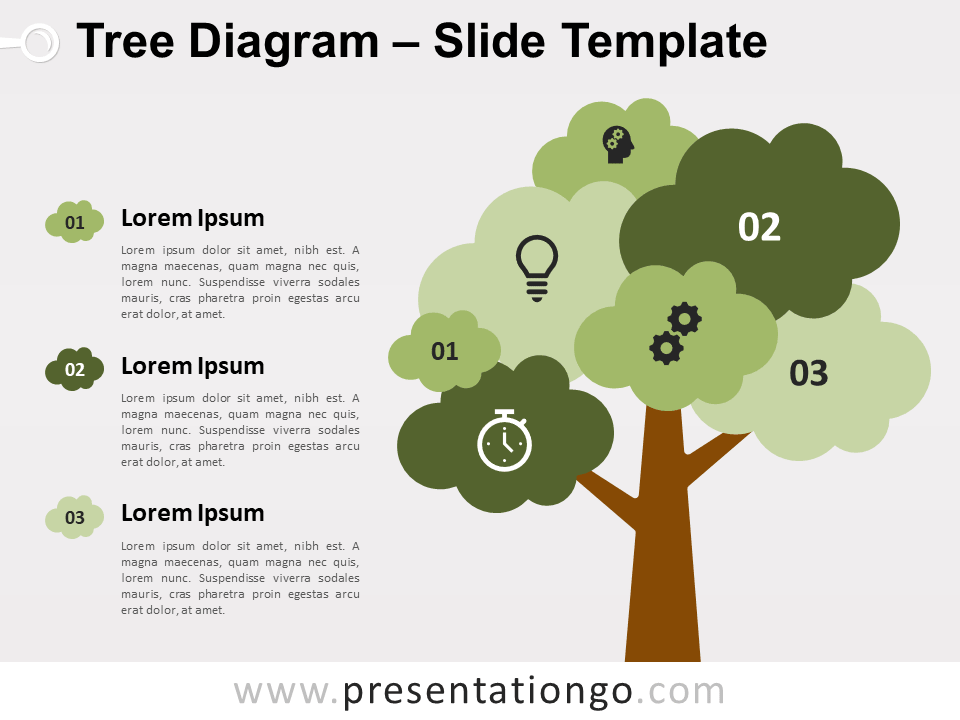 Tree Diagram – Slide Template
01
Lorem Ipsum
Lorem ipsum dolor sit amet, nibh est. A
magna maecenas, quam magna nec quis,
lorem nunc. Suspendisse viverra sodales
mauris, cras pharetra proin egestas arcu
erat dolor, at amet.
02
Lorem Ipsum
Lorem ipsum dolor sit amet, nibh est. A
magna maecenas, quam magna nec quis,
lorem nunc. Suspendisse viverra sodales
mauris, cras pharetra proin egestas arcu
erat dolor, at amet.
03
Lorem Ipsum
Lorem ipsum dolor sit amet, nibh est. A
magna maecenas, quam magna nec quis,
lorem nunc. Suspendisse viverra sodales
mauris, cras pharetra proin egestas arcu
erat dolor, at amet.
02
01
03
www.presentationgo.com